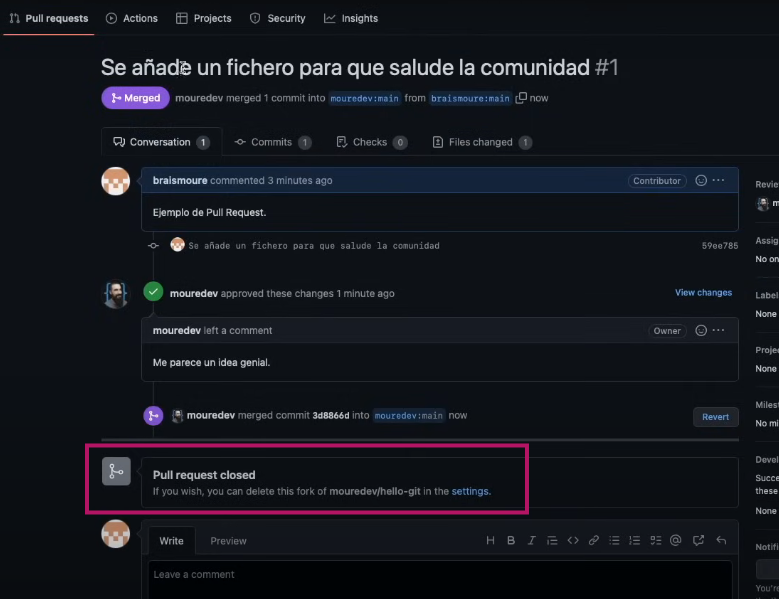 Pull requests Actions Projects Security Insights
Se añade un fichero para que salude la comunidad #1
Merged mouredev merged 1 commit into mouredev:main from braismoure:main now
Conversation 1 Commits 1 Checks 0 Files changed 1
braismoure commented 3 minutes ago Contributor
Ejemplo de Pull Request.
Se añade un fichero para que salude la comunidad 59ee785
mouredev approved these changes 1 minute ago View changes
mouredev left a comment Owner
Me parece un idea genial.
mouredev merged commit 3d8866d into mouredev:main now Revert
Pull request closed
If you wish, you can delete this fork of mouredev/hello-git in the settings.
Write Preview
Leave a comment
Revie
m
Assig
No on
Label
None
Projec
None
Milest
No mi
Devel
Succe
these
None
Notifi
You're